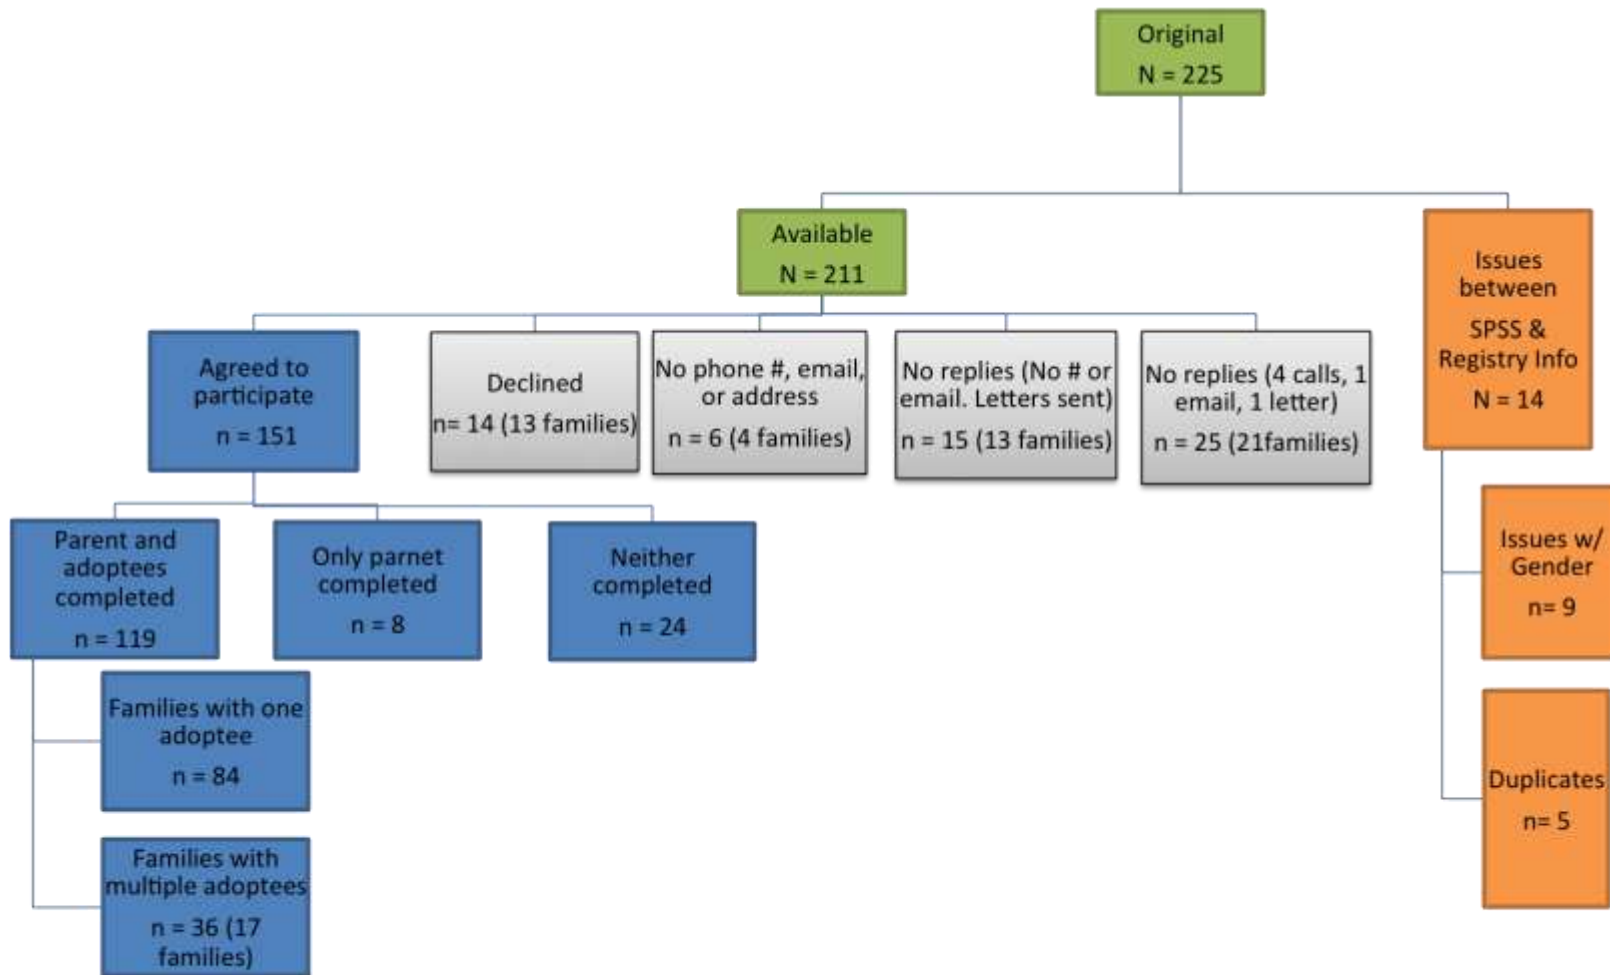 Original
N = 225
Available
N = 211
Issues
between
SPSS &
Registry Info
N = 14
Agreed to
participate
n = 151
Declined
n= 14 (13 families)
No phone #, email,
or address
n = 6 (4 families)
No replies (No # or
email. Letters sent)
n = 15 (13 families)
No replies (4 calls, 1
email, 1 letter)
n = 25 (21families)
Parent and
adoptees
completed
n = 119
Only parnet
completed
n = 8
Neither
completed
n = 24
Issues w/
Gender
n= 9
Families with one
adoptee
n = 84
Duplicates
n= 5
Families with
multiple adoptees
n = 36 (17
families)